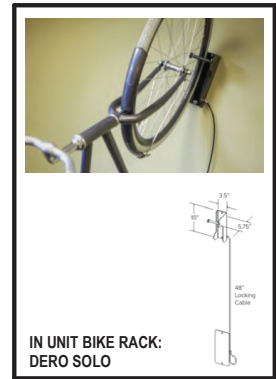 3.5"
10"
5.75"
48"
Locking
Cable
IN UNIT BIKE RACK:
DERO SOLO